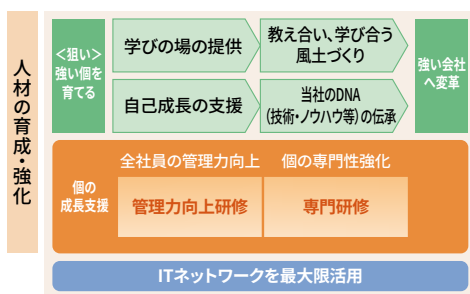 人材の育成・強化
＜狙い＞
強い個を
育てる
学びの場の提供
教え合い、学び合う
風土づくり
自己成長の支援
当社のDNA
（技術・ノウハウ等）の伝承
強い会社
へ変革
個の
成長支援
全社員の管理力向上
個の専門性強化
管理力向上研修
専門研修
ITネットワークを最大限活用